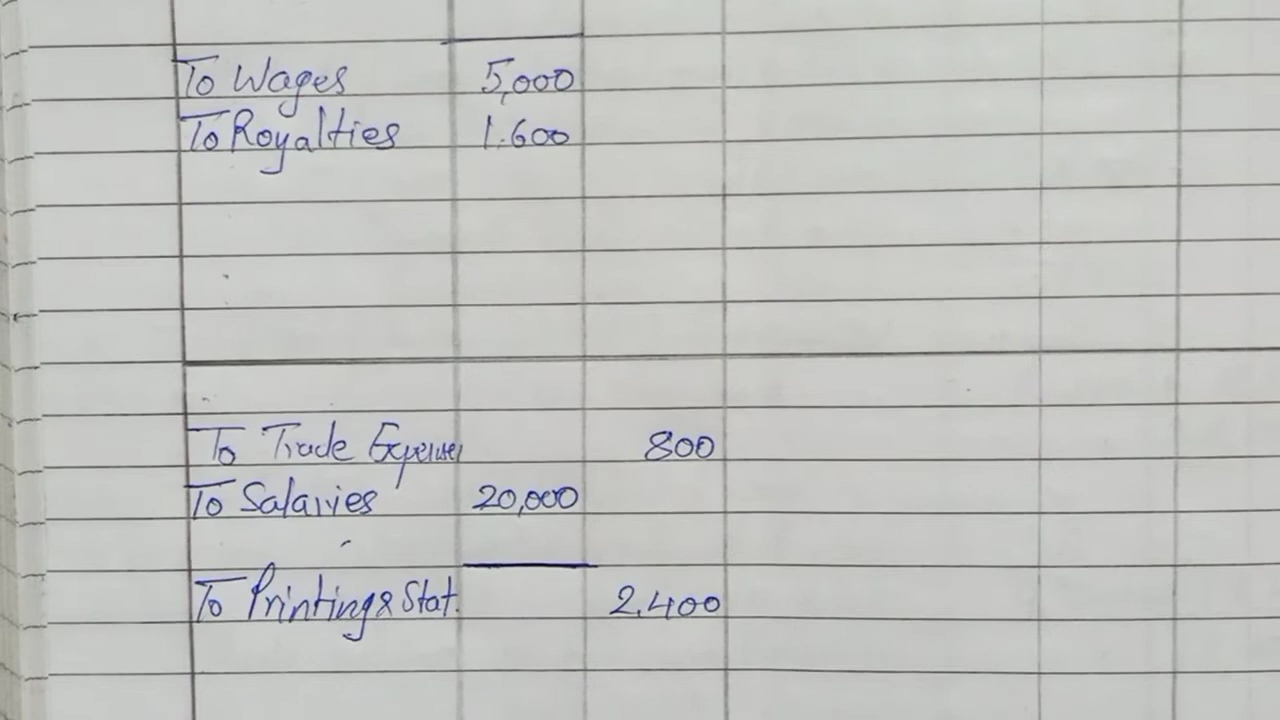 To Wages 5,000
To Royalties 1.600
To Trade Expenses 800
To Salaries 20,000
To Printing & Stat. 2,400